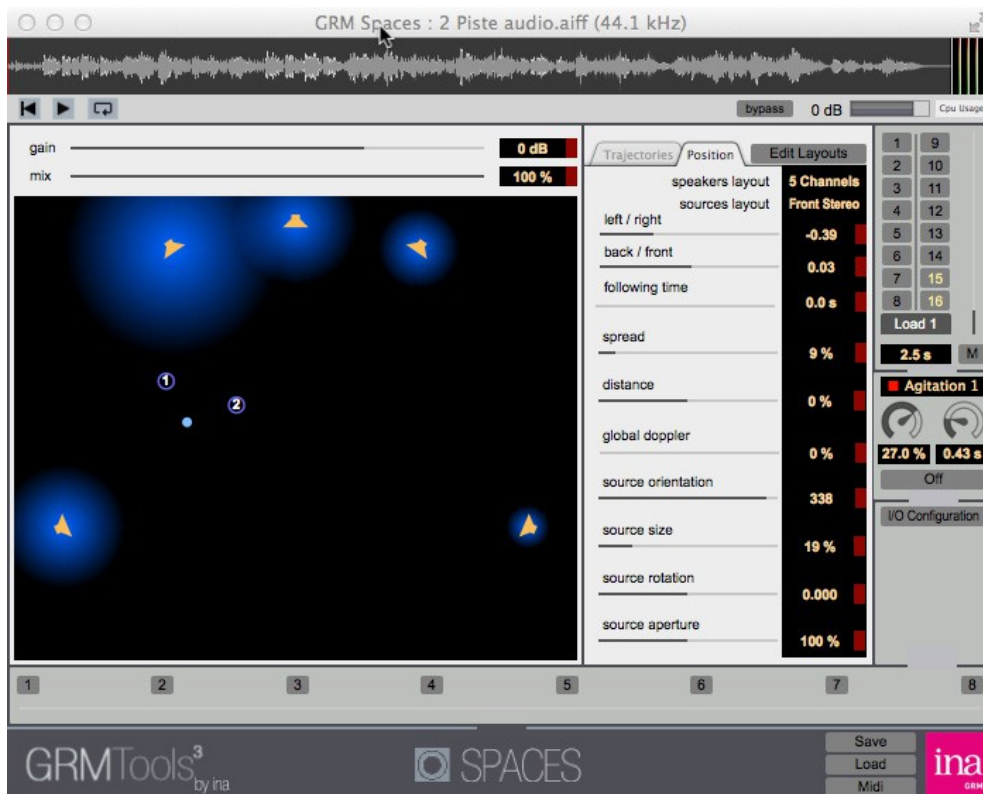 GRM Spaces : 2 Piste audio.aiff (44.1 kHz)
bypass 0 dB Cpu Usage
gain 0 dB
mix 100 %
Trajectories Position Edit Layouts
speakers layout 5 Channels
sources layout Front Stereo
left / right -0.39
back / front 0.03
following time 0.0 s
spread 9 %
distance 0 %
global doppler 0 %
source orientation 338
source size 19 %
source rotation 0.000
source aperture 100 %
1
2
1 9
2 10
3 11
4 12
5 13
6 14
7 15
8 16
Load 1
2.5 s M
Agitation 1
27.0 % 0.43 s
Off
I/O Configuration
1 2 3 4 5 6 7 8
GRMTools3
by ina
SPACES
Save
Load
Midi
ina
GRM